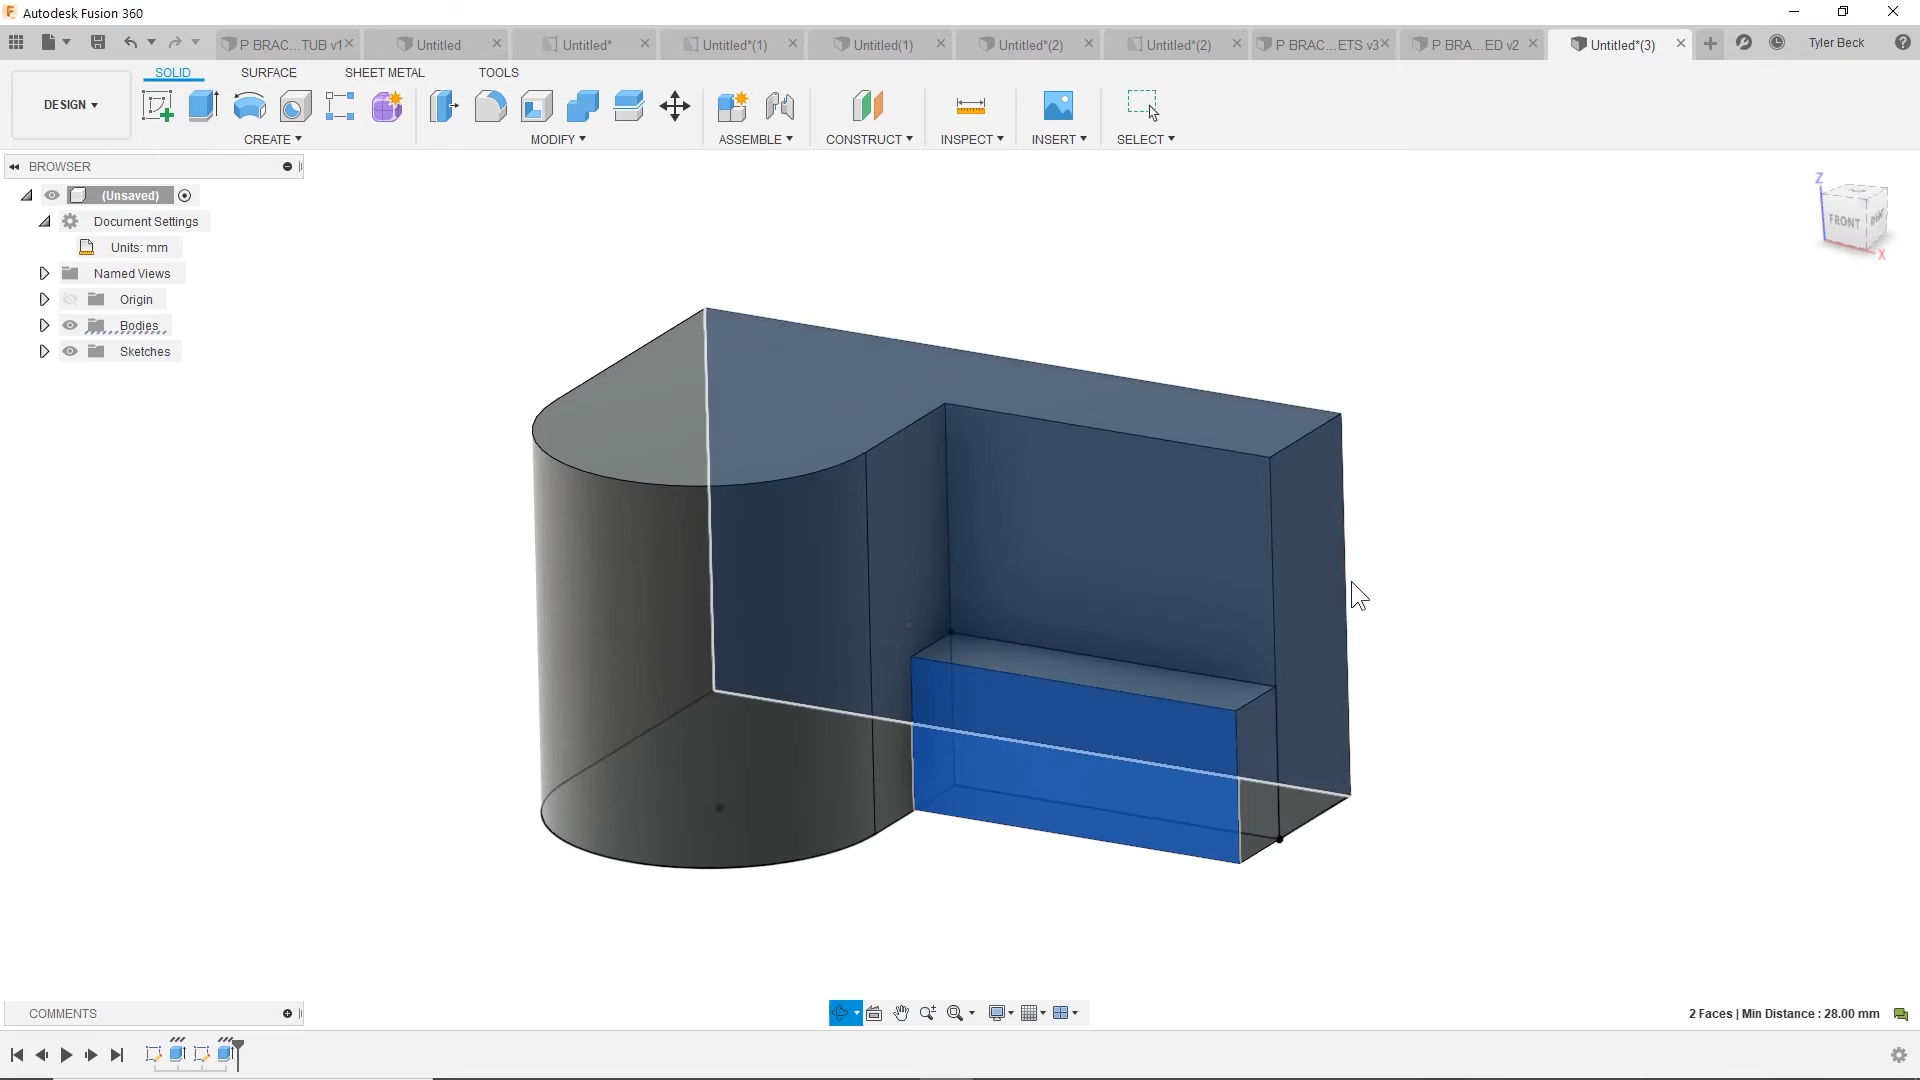 Autodesk Fusion 360
P BRAC...TUB v1
Untitled
Untitled*
Untitled*(1)
Untitled(1)
Untitled*(2)
Untitled*(2)
P BRAC...ETS v3*
P BRA...ED v2
Untitled*(3)
Tyler Beck
SOLID
SURFACE
SHEET METAL
TOOLS
DESIGN
CREATE
MODIFY
ASSEMBLE
CONSTRUCT
INSPECT
INSERT
SELECT
BROWSER
(Unsaved)
Document Settings
Units: mm
Named Views
Origin
Bodies
Sketches
Z
FRONT
RIGHT
X
COMMENTS
2 Faces | Min Distance : 28.00 mm